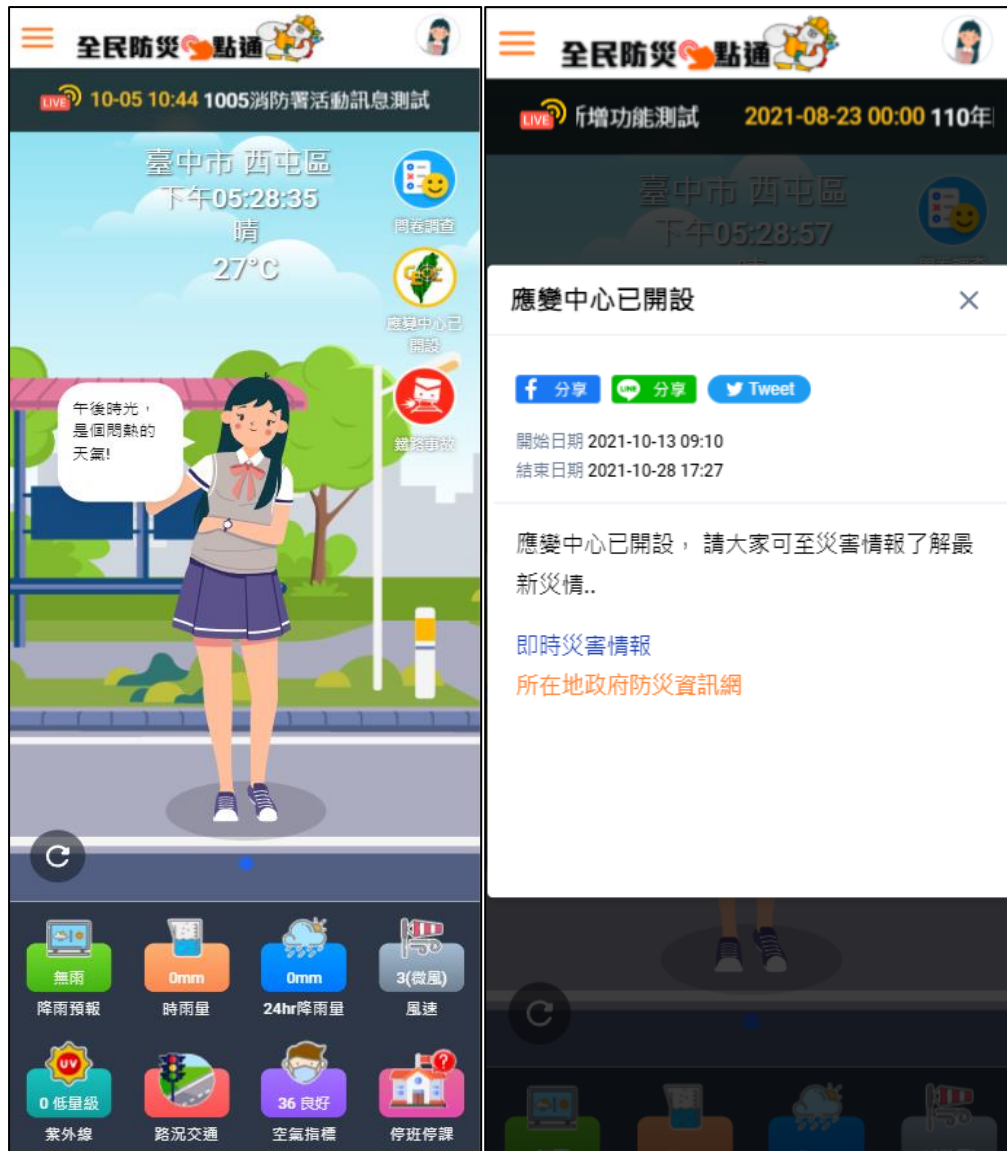 全民防災 點通
LIVE 10-05 10:44 1005消防署活動訊息測試
臺中市 西屯區
下午05:28:35
晴
27°C
問卷調查
應變中心已
開設
鐵路事故
午後時光，
是個悶熱的
天氣!
無雨
0mm
0mm
3(微風)
降雨預報
時雨量
24hr降雨量
風速
UV
0 低量級
36 良好
紫外線
路況交通
空氣指標
停班停課
全民防災 點通
LIVE 新增功能測試 2021-08-23 00:00 110年
臺中市 西屯區
下午05:28:57
應變中心已開設
分享
LINE 分享
Tweet
開始日期 2021-10-13 09:10
結束日期 2021-10-28 17:27
應變中心已開設， 請大家可至災害情報了解最
新災情..
即時災害情報
所在地政府防災資訊網